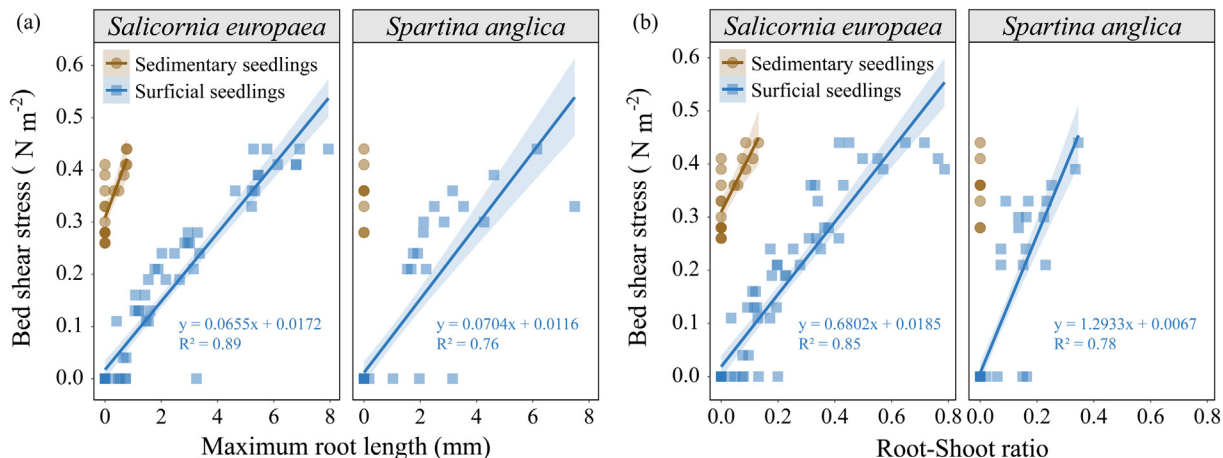 (a)
Salicornia europaea
Spartina anglica
Sedimentary seedlings
Surficial seedlings
Bed shear stress ( N m⁻²)
0.6
0.5
0.4
0.3
0.2
0.1
0.0
y = 0.0655x + 0.0172
R² = 0.89
y = 0.0704x + 0.0116
R² = 0.76
0 2 4 6 8
0 2 4 6 8
Maximum root length (mm)
(b)
Salicornia europaea
Spartina anglica
Sedimentary seedlings
Surficial seedlings
Bed shear stress ( N m⁻²)
0.6
0.5
0.4
0.3
0.2
0.1
0.0
y = 0.6802x + 0.0185
R² = 0.85
y = 1.2933x + 0.0067
R² = 0.78
0.0 0.2 0.4 0.6 0.8
0.0 0.2 0.4 0.6 0.8
Root-Shoot ratio